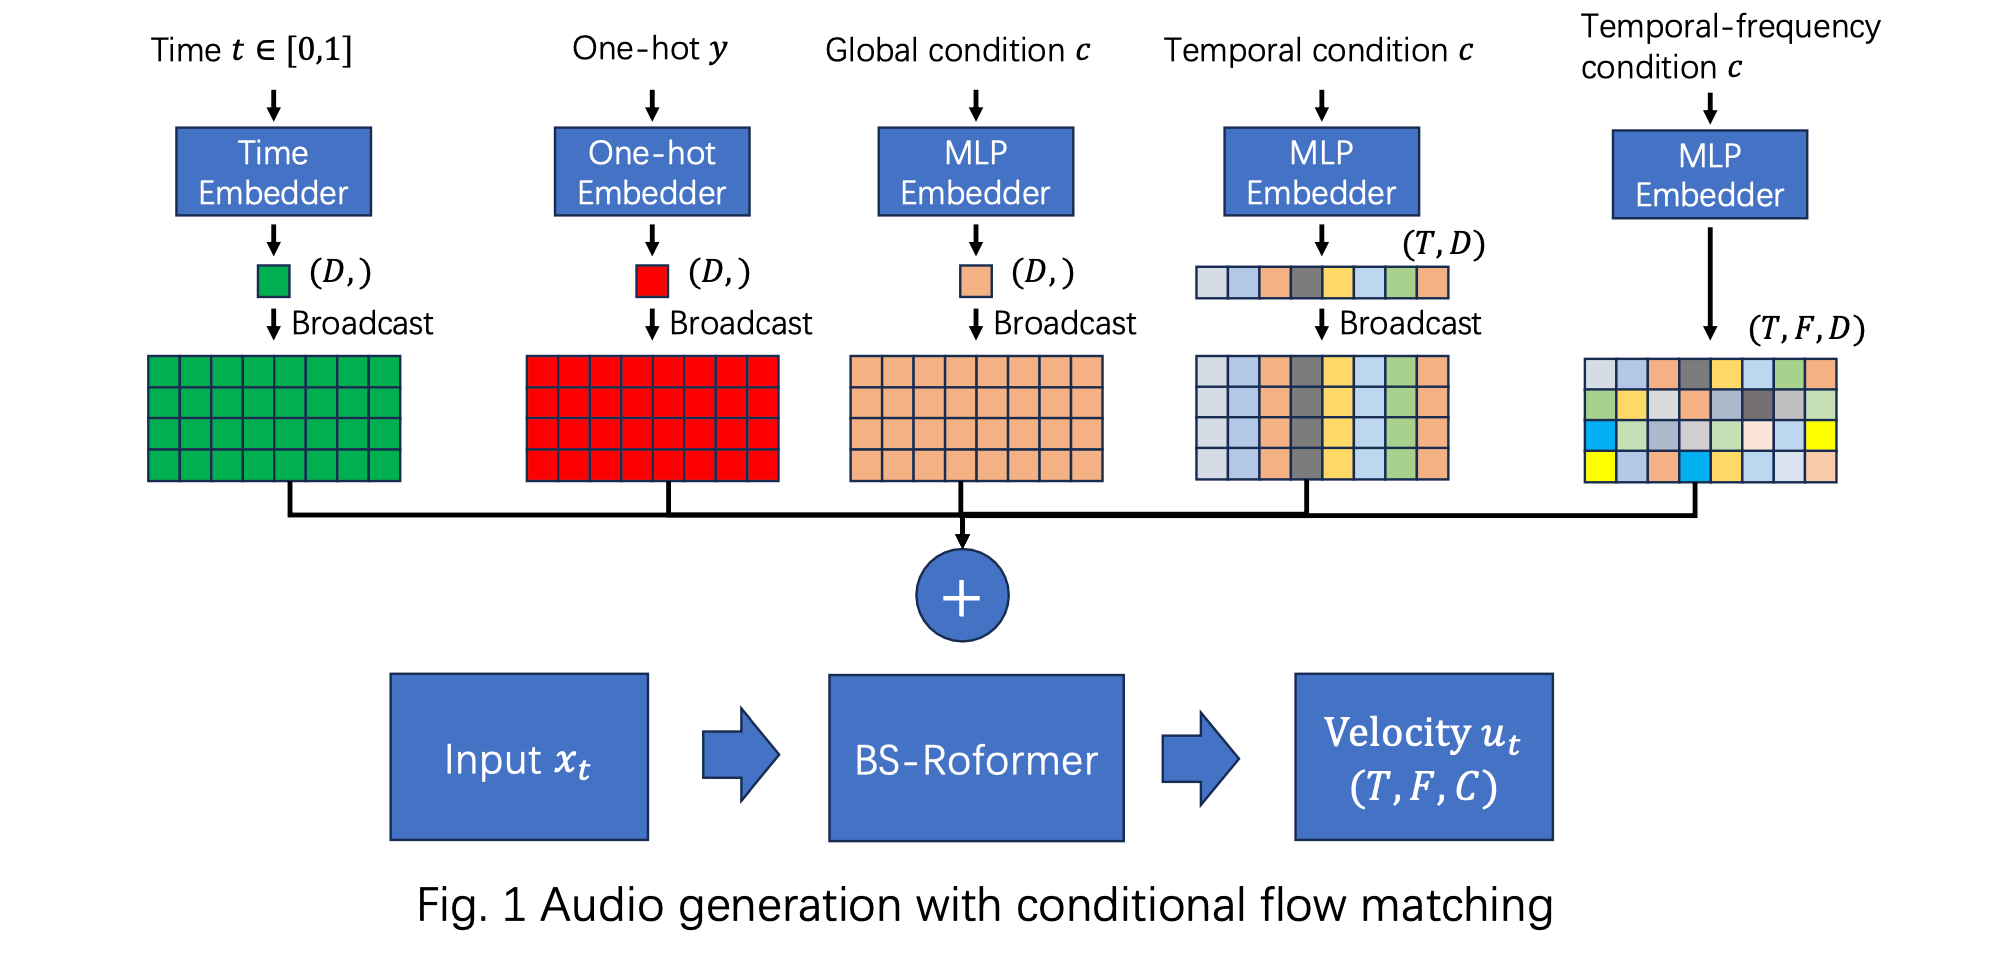 Time t ∈ [0,1]
One-hot y
Global condition c
Temporal condition c
Temporal-frequency
condition c
Time
Embedder
One-hot
Embedder
MLP
Embedder
MLP
Embedder
MLP
Embedder
(D,)
(D,)
(D,)
(T, D)
Broadcast
Broadcast
Broadcast
Broadcast
(T, F, D)
+
Input x_t
BS-Roformer
Velocity u_t
(T, F, C)
Fig. 1 Audio generation with conditional flow matching